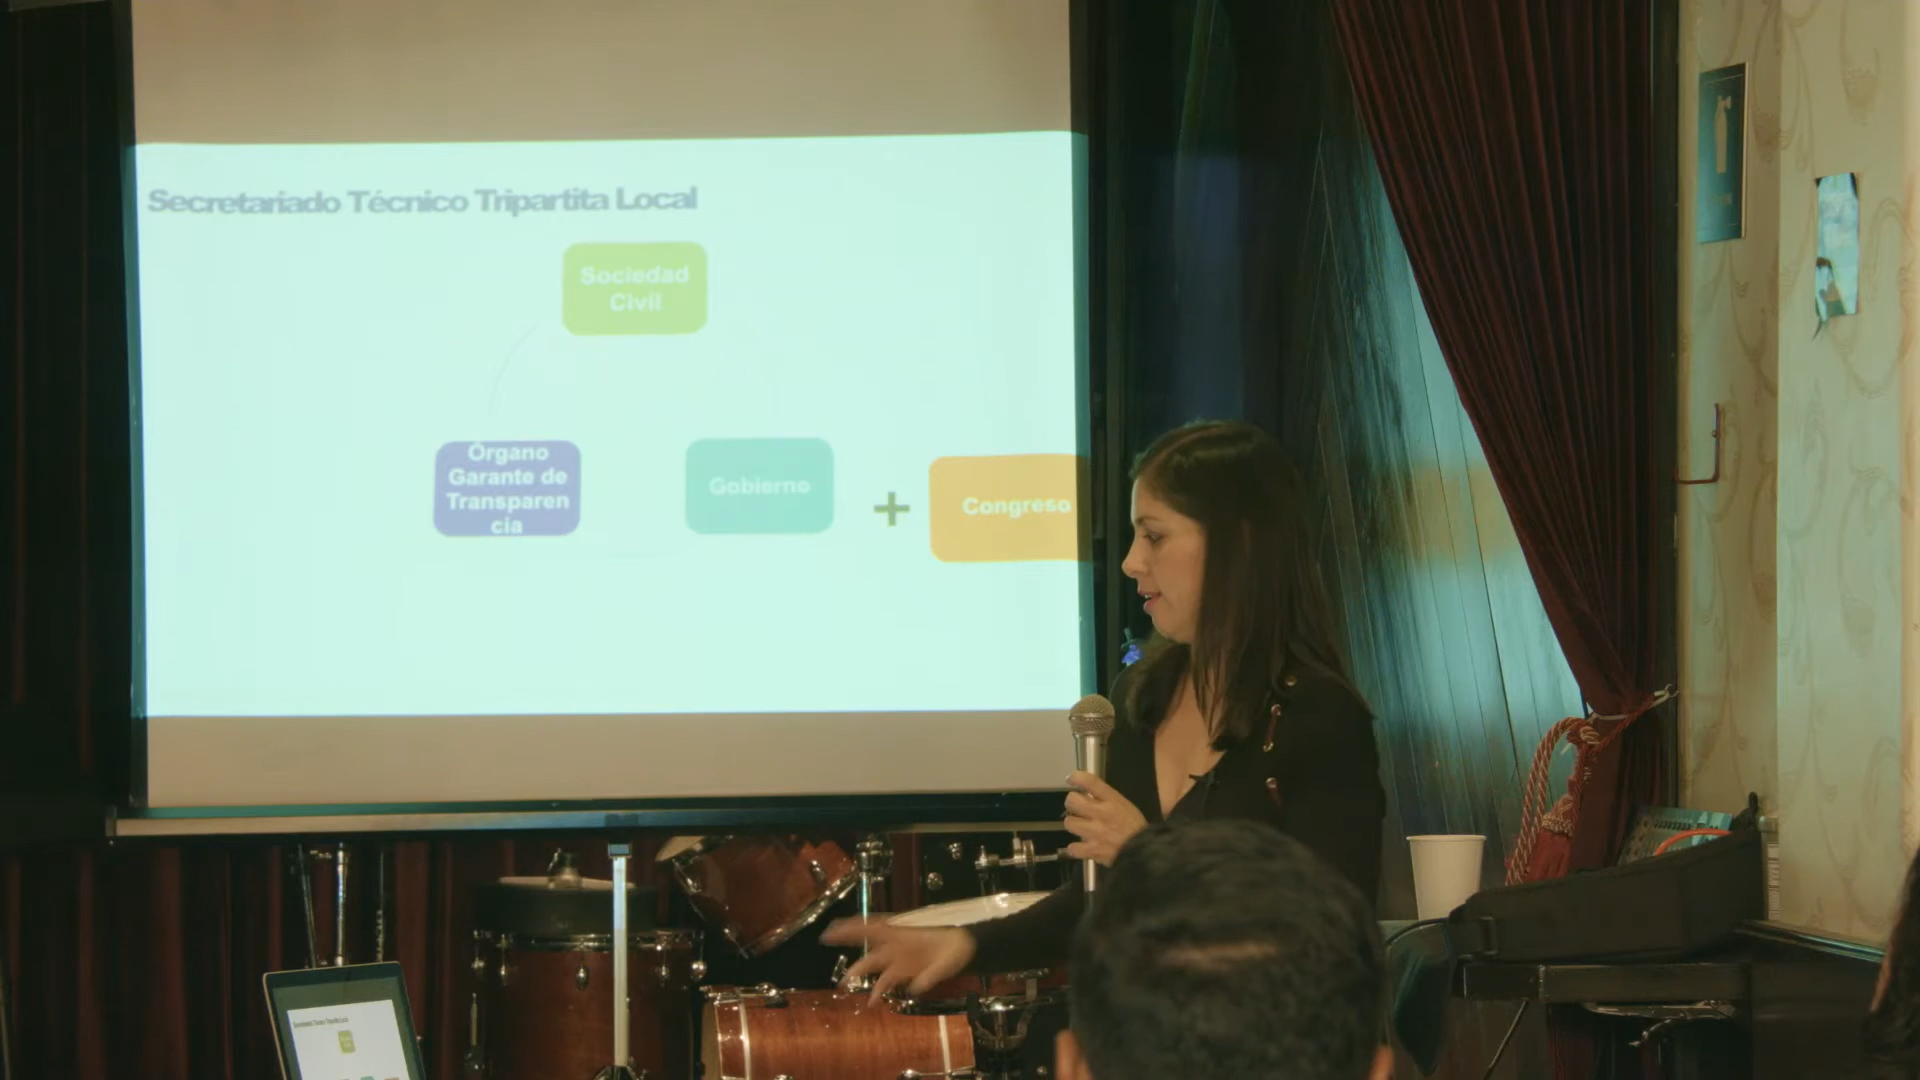 Secretariado Técnico Tripartita Local
Sociedad
Civil
Órgano
Garante de
Transparen
cia
Gobierno
+
Congreso